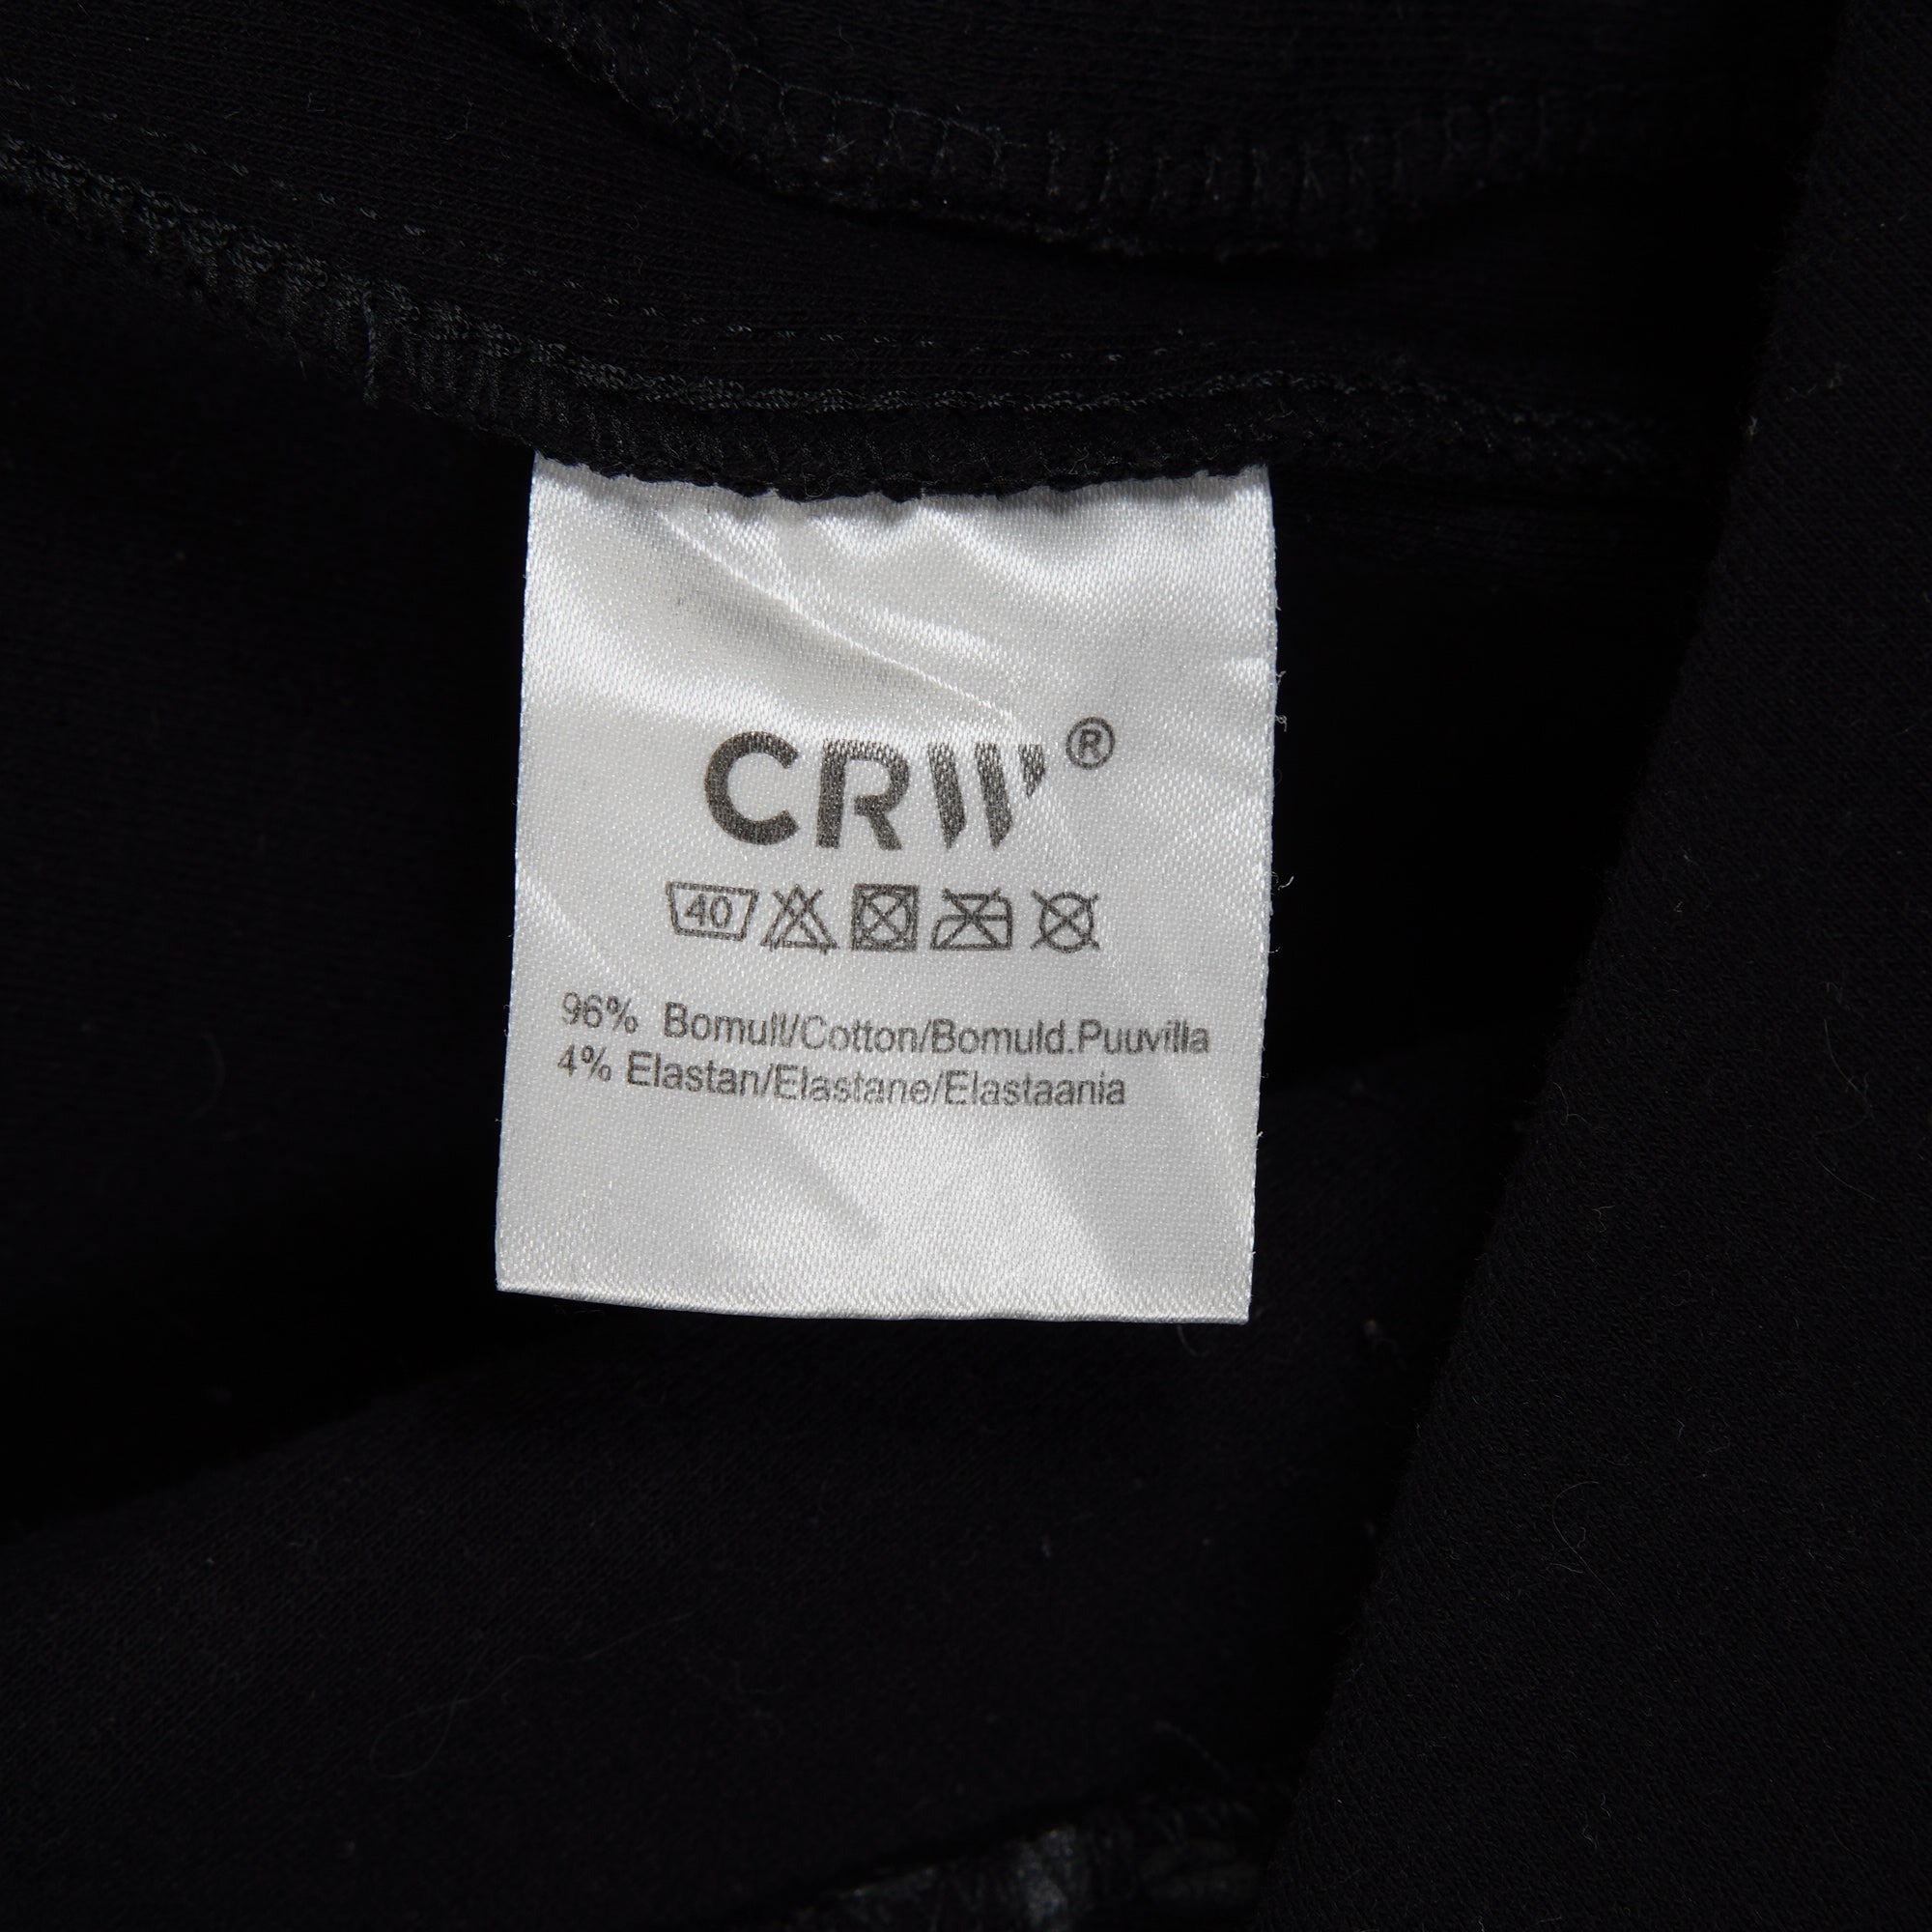 CRW®
40
96% Bomull/Cotton/Bomuld.Puuvilla
4% Elastan/Elastane/Elastaania